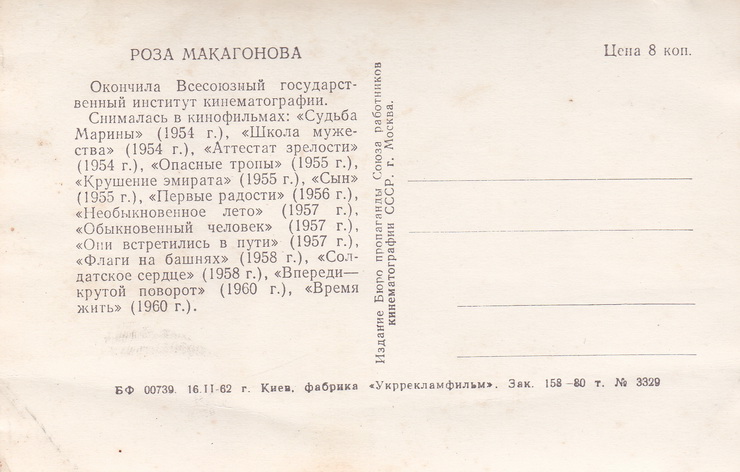 РОЗА МАКАГОНОВА
Окончила Всесоюзный государст-
венный институт кинематографии.
Снималась в кинофильмах: «Судьба
Марины» (1954 г.), «Школа муже-
ства» (1954 г.), «Аттестат зрелости»
(1954 г.), «Опасные тропы» (1955 г.),
«Крушение эмирата» (1955 г.), «Сын»
(1955 г.), «Первые радости» (1956 г.),
«Необыкновенное лето» (1957 г.),
«Обыкновенный человек» (1957 г.),
«Они встретились в пути» (1957 г.),
«Флаги на башнях» (1958 г.), «Сол-
датское сердце» (1958 г.), «Впереди—
крутой поворот» (1960 г.), «Время
жить» (1960 г.).
Издание Бюро пропаганды Союза работников
кинематографии СССР. г. Москва.
Цена 8 коп.
БФ 00739. 16.II-62 г. Киев. фабрика «Укррекламфильм». Зак. 158–80 т. № 3329